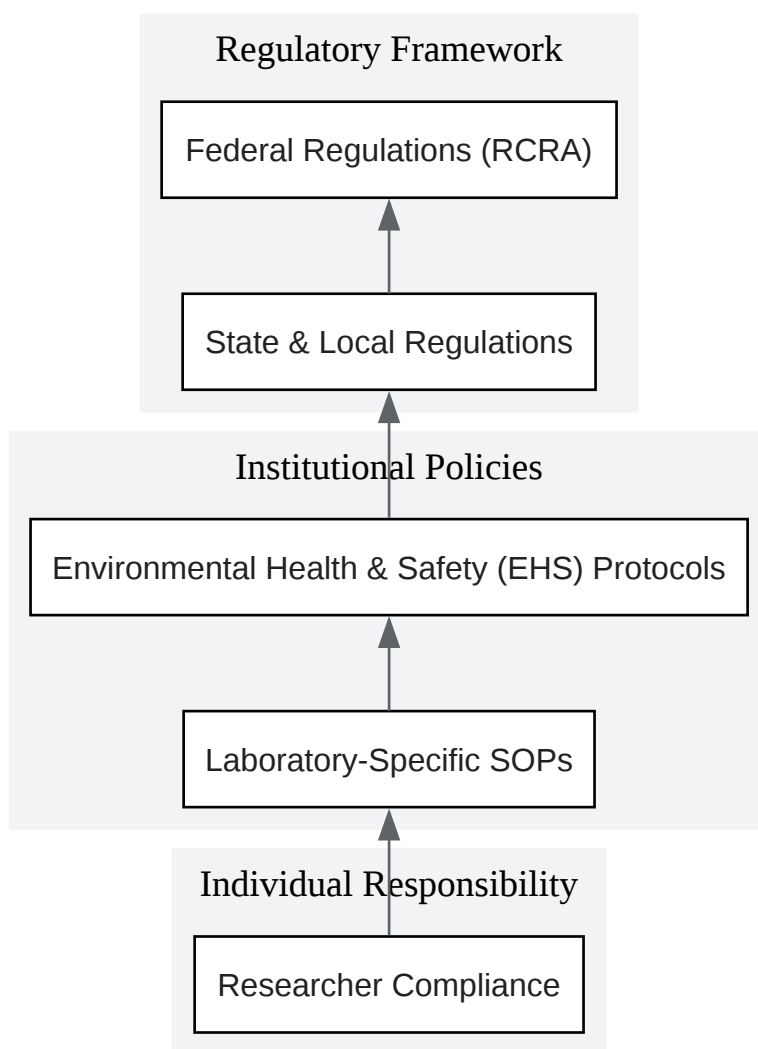 Regulatory Framework
Federal Regulations (RCRA)
State & Local Regulations
Institutional Policies
Environmental Health & Safety (EHS) Protocols
Laboratory-Specific SOPs
Individual Responsibility
Researcher Compliance